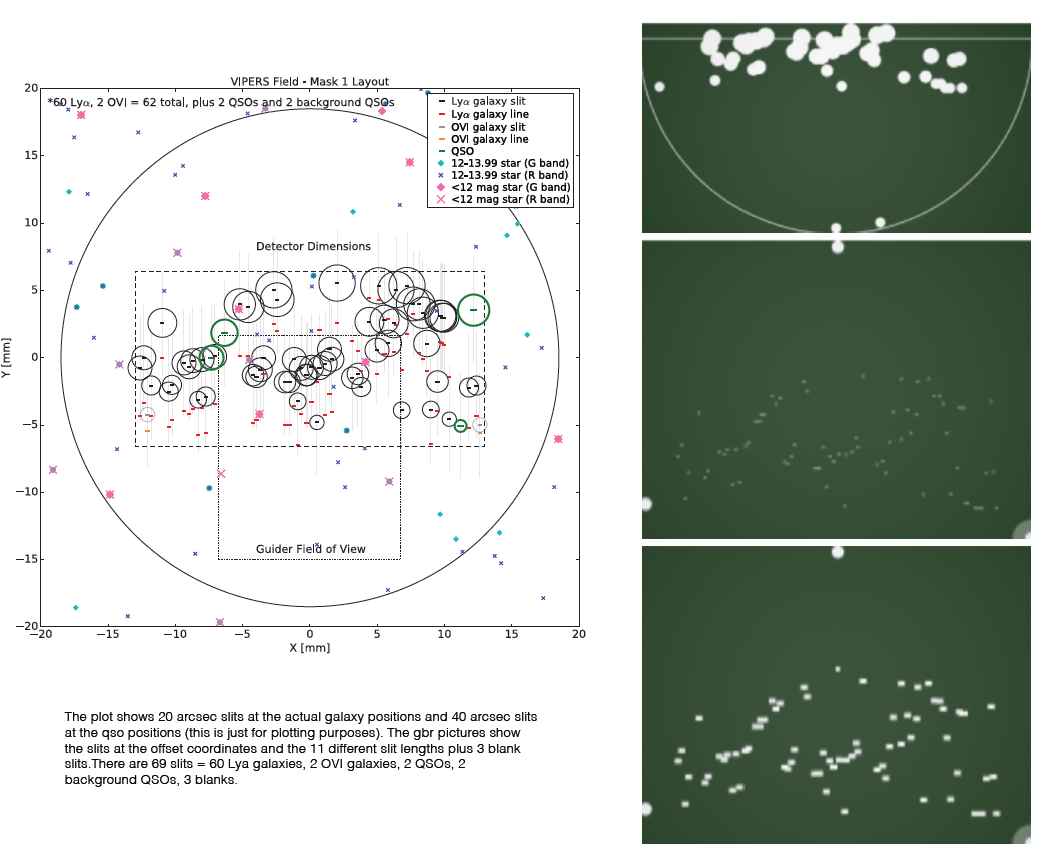 VIPERS Field - Mask 1 Layout
*60 Lyα, 2 OVI = 62 total, plus 2 QSOs and 2 background QSOs
Lyα galaxy slit
Lyα galaxy line
OVI galaxy slit
OVI galaxy line
QSO
12-13.99 star (G band)
12-13.99 star (R band)
<12 mag star (G band)
<12 mag star (R band)
Detector Dimensions
Guider Field of View
20
15
10
5
0
−5
−10
−15
−20
Y [mm]
−20 −15 −10 −5 0 5 10 15 20
X [mm]
The plot shows 20 arcsec slits at the actual galaxy positions and 40 arcsec slits
at the qso positions (this is just for plotting purposes). The gbr pictures show
the slits at the offset coordinates and the 11 different slit lengths plus 3 blank
slits.There are 69 slits = 60 Lya galaxies, 2 OVI galaxies, 2 QSOs, 2
background QSOs, 3 blanks.